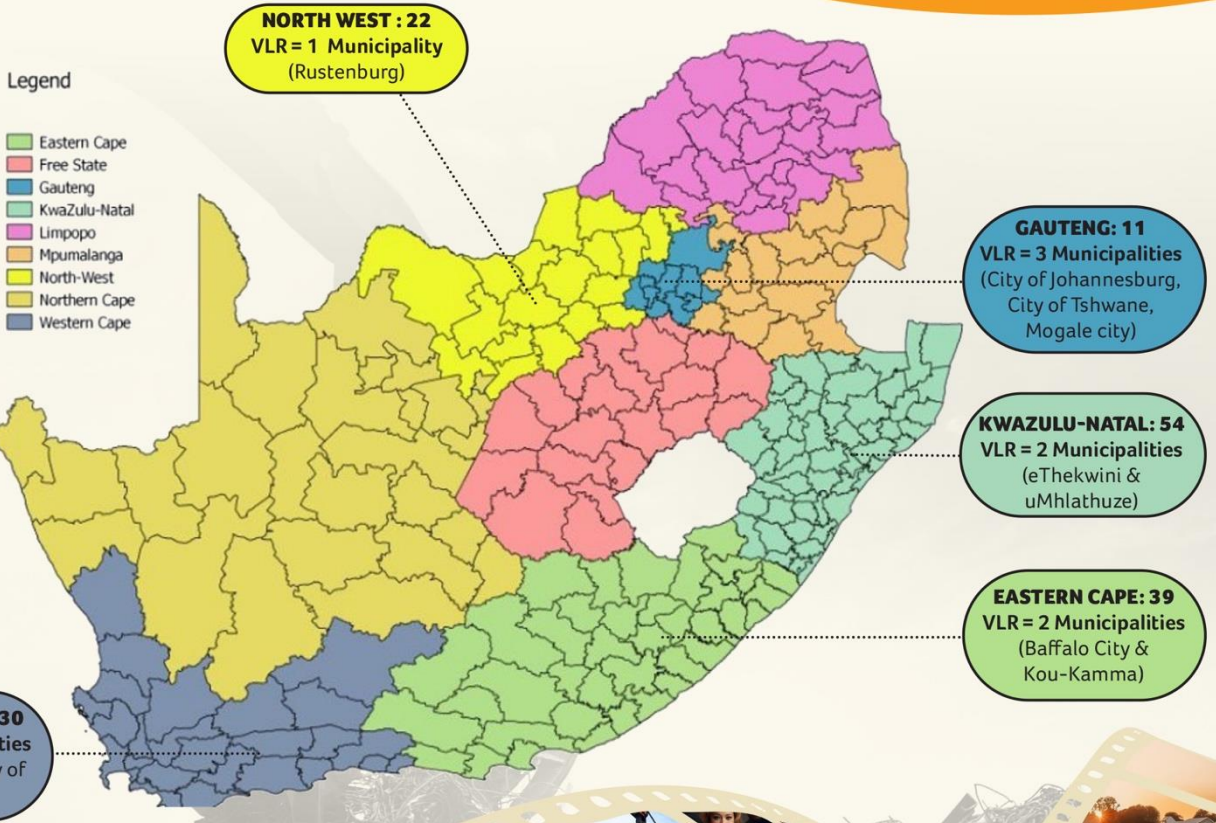 NORTH WEST : 22
VLR = 1 Municipality
(Rustenburg)
Legend
Eastern Cape
Free State
Gauteng
KwaZulu-Natal
Limpopo
Mpumalanga
North-West
Northern Cape
Western Cape
GAUTENG: 11
VLR = 3 Municipalities
(City of Johannesburg,
City of Tshwane,
Mogale city)
KWAZULU-NATAL: 54
VLR = 2 Municipalities
(eThekwini &
uMhlathuze)
EASTERN CAPE: 39
VLR = 2 Municipalities
(Baffalo City &
Kou-Kamma)
30
of